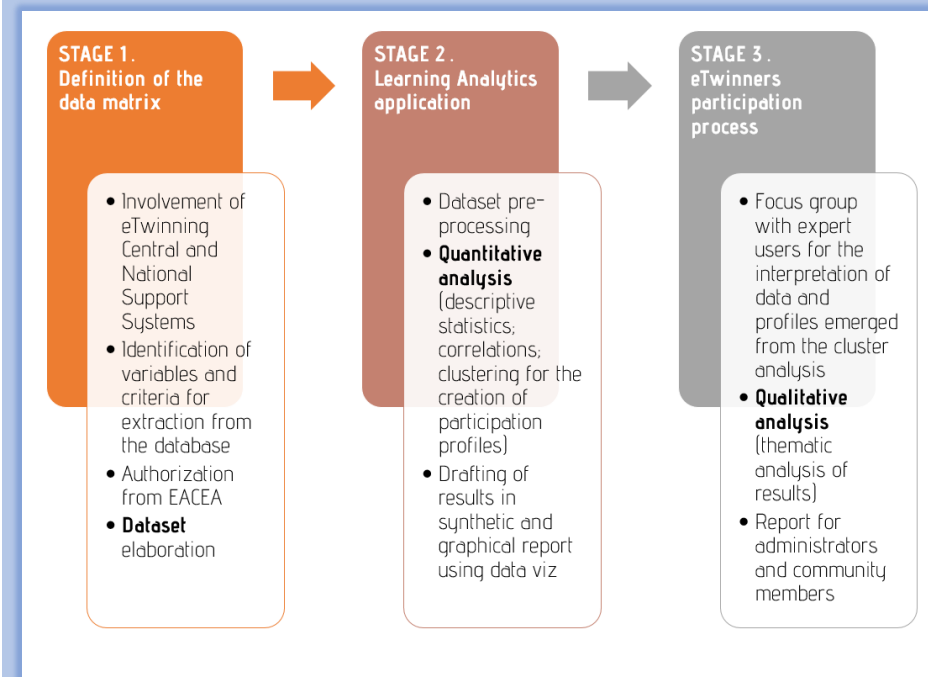 STAGE 1.
Definition of the
data matrix
• Involvement of
eTwinning
Central and
National
Support
Systems
• Identification of
variables and
criteria for
extraction from
the database
• Authorization
from EACEA
• Dataset
elaboration
STAGE 2.
Learning Analytics
application
• Dataset pre-
processing
• Quantitative
analysis
(descriptive
statistics;
correlations;
clustering for the
creation of
participation
profiles)
• Drafting of
results in
synthetic and
graphical report
using data viz
STAGE 3.
eTwinners
participation
process
• Focus group
with expert
users for the
interpretation of
data and
profiles emerged
from the cluster
analysis
• Qualitative
analysis
(thematic
analysis of
results)
• Report for
administrators
and community
members